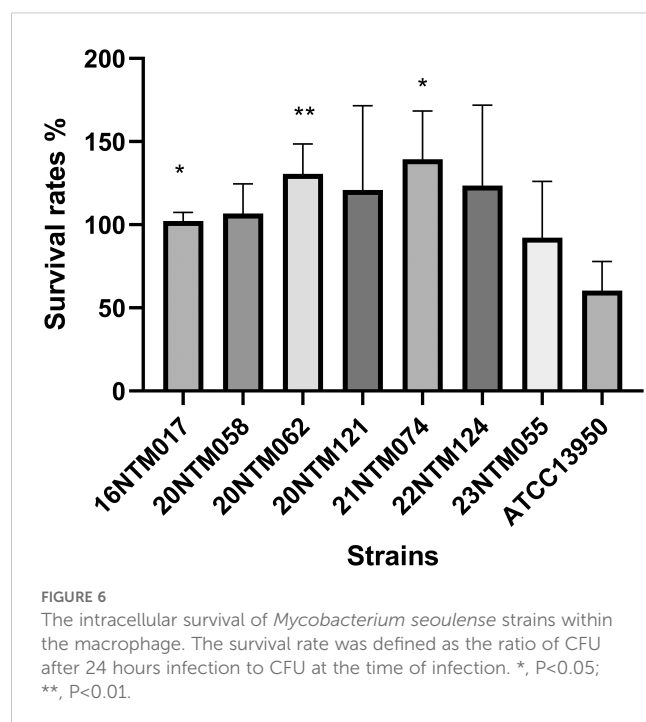 200
150
100
50
0
Survival rates %
*
**
*
16NTM017
20NTM058
20NTM062
20NTM121
21NTM074
22NTM124
23NTM055
ATCC13950
Strains
FIGURE 6
The intracellular survival of Mycobacterium seoulense strains within
the macrophage. The survival rate was defined as the ratio of CFU
after 24 hours infection to CFU at the time of infection. *, P<0.05;
**, P<0.01.